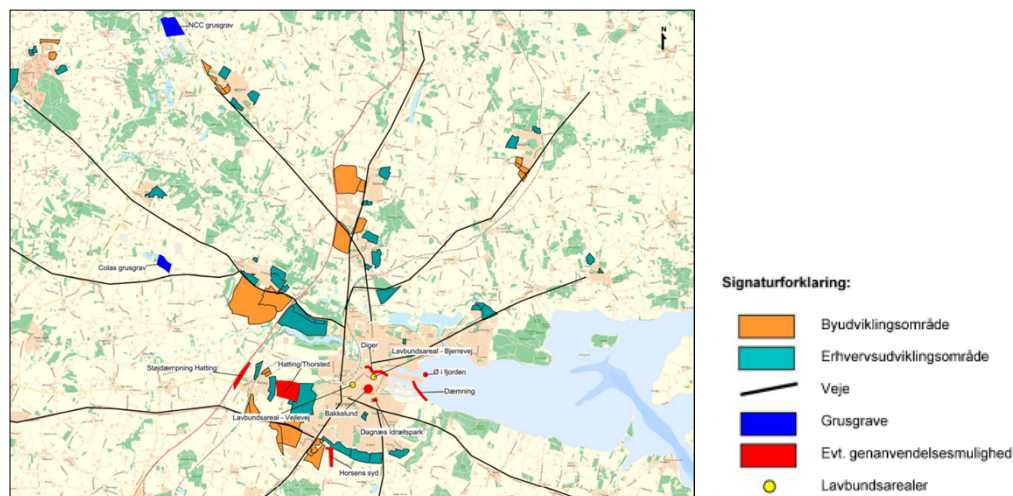 NCC grusgrav
N
Colas grusgrav
Diger
Lavbundsareal - Bjerrevej
Støjdæmpning Hatting
Hatting/Thorsted
Ø i fjorden
Dæmning
Lavbundsareal - Vejlevej
Bakkelund
Dagnæs Idrætspark
Horsens syd
Signaturforklaring:
Byudviklingsområde
Erhvervsudviklingsområde
Veje
Grusgrave
Evt. genanvendelsesmulighed
Lavbundsarealer